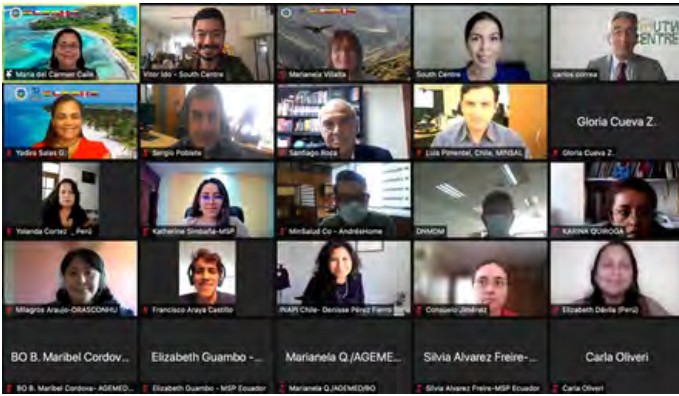 Maria del Carmen Calle
Vitor Ido - South Centre
Marianela Villalta
South Centre
carlos correa
UTH
CENTRE
Yadira Salas G.
Sergio Poblete
Santiago Roca
Luis Pimentel, Chile, MINSAL
Gloria Cueva Z.
Gloria Cueva Z.
Yolanda Cortez _ Perú
Katherine Simbaña-MSP
MinSalud Co - AndrésHome
DNMDM
KARINA QUIROGA
Milagros Araujo-ORASCONHU
Francisco Araya Castillo
INAPI Chile- Denisse Pérez Fierro
Consuelo Jiménez
Elizabeth Dávila (Perú)
BO B. Maribel Cordov...
Elizabeth Guambo -...
Marianela Q./AGEME...
Silvia Alvarez Freire-...
Carla Oliveri
BO B. Maribel Cordova- AGEMED...
Elizabeth Guambo - MSP Ecuador
Marianela Q./AGEMED/BO
Silvia Alvarez Freire-MSP Ecuador
Carla Oliveri